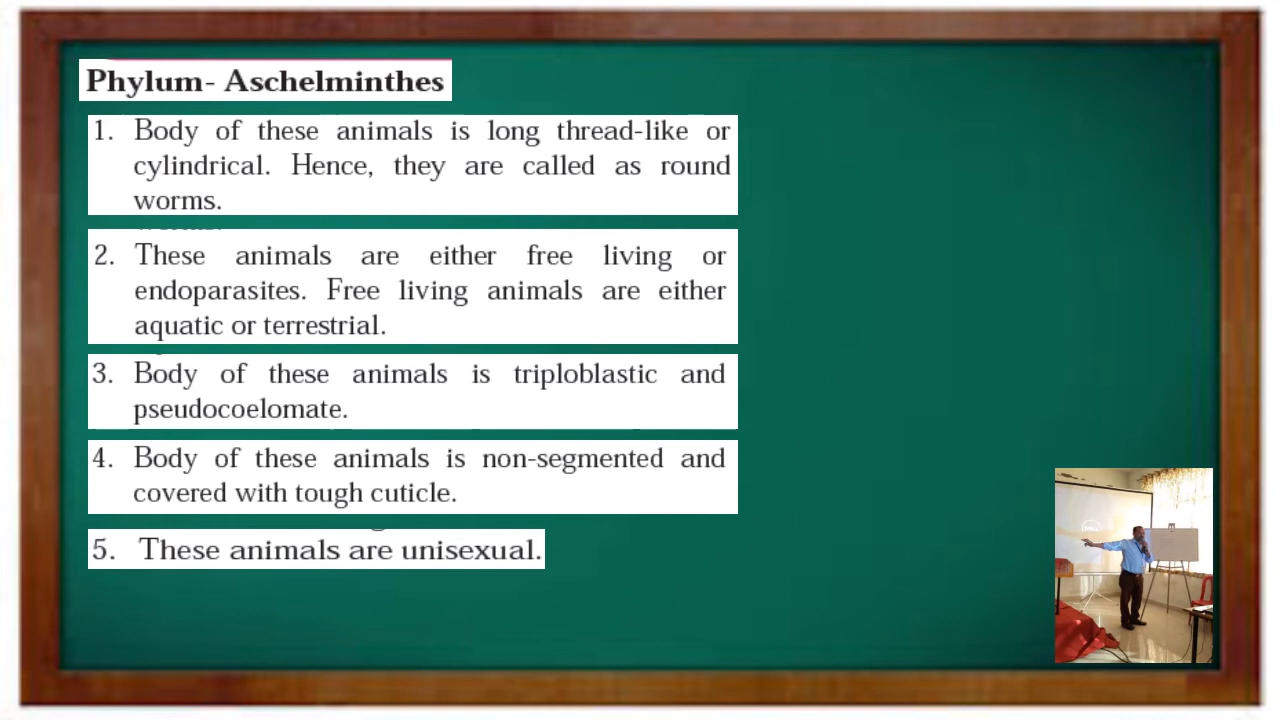 Phylum- Aschelminthes
1. Body of these animals is long thread-like or
cylindrical. Hence, they are called as round
worms.
2. These animals are either free living or
endoparasites. Free living animals are either
aquatic or terrestrial.
3. Body of these animals is triploblastic and
pseudocoelomate.
4. Body of these animals is non-segmented and
covered with tough cuticle.
5. These animals are unisexual.